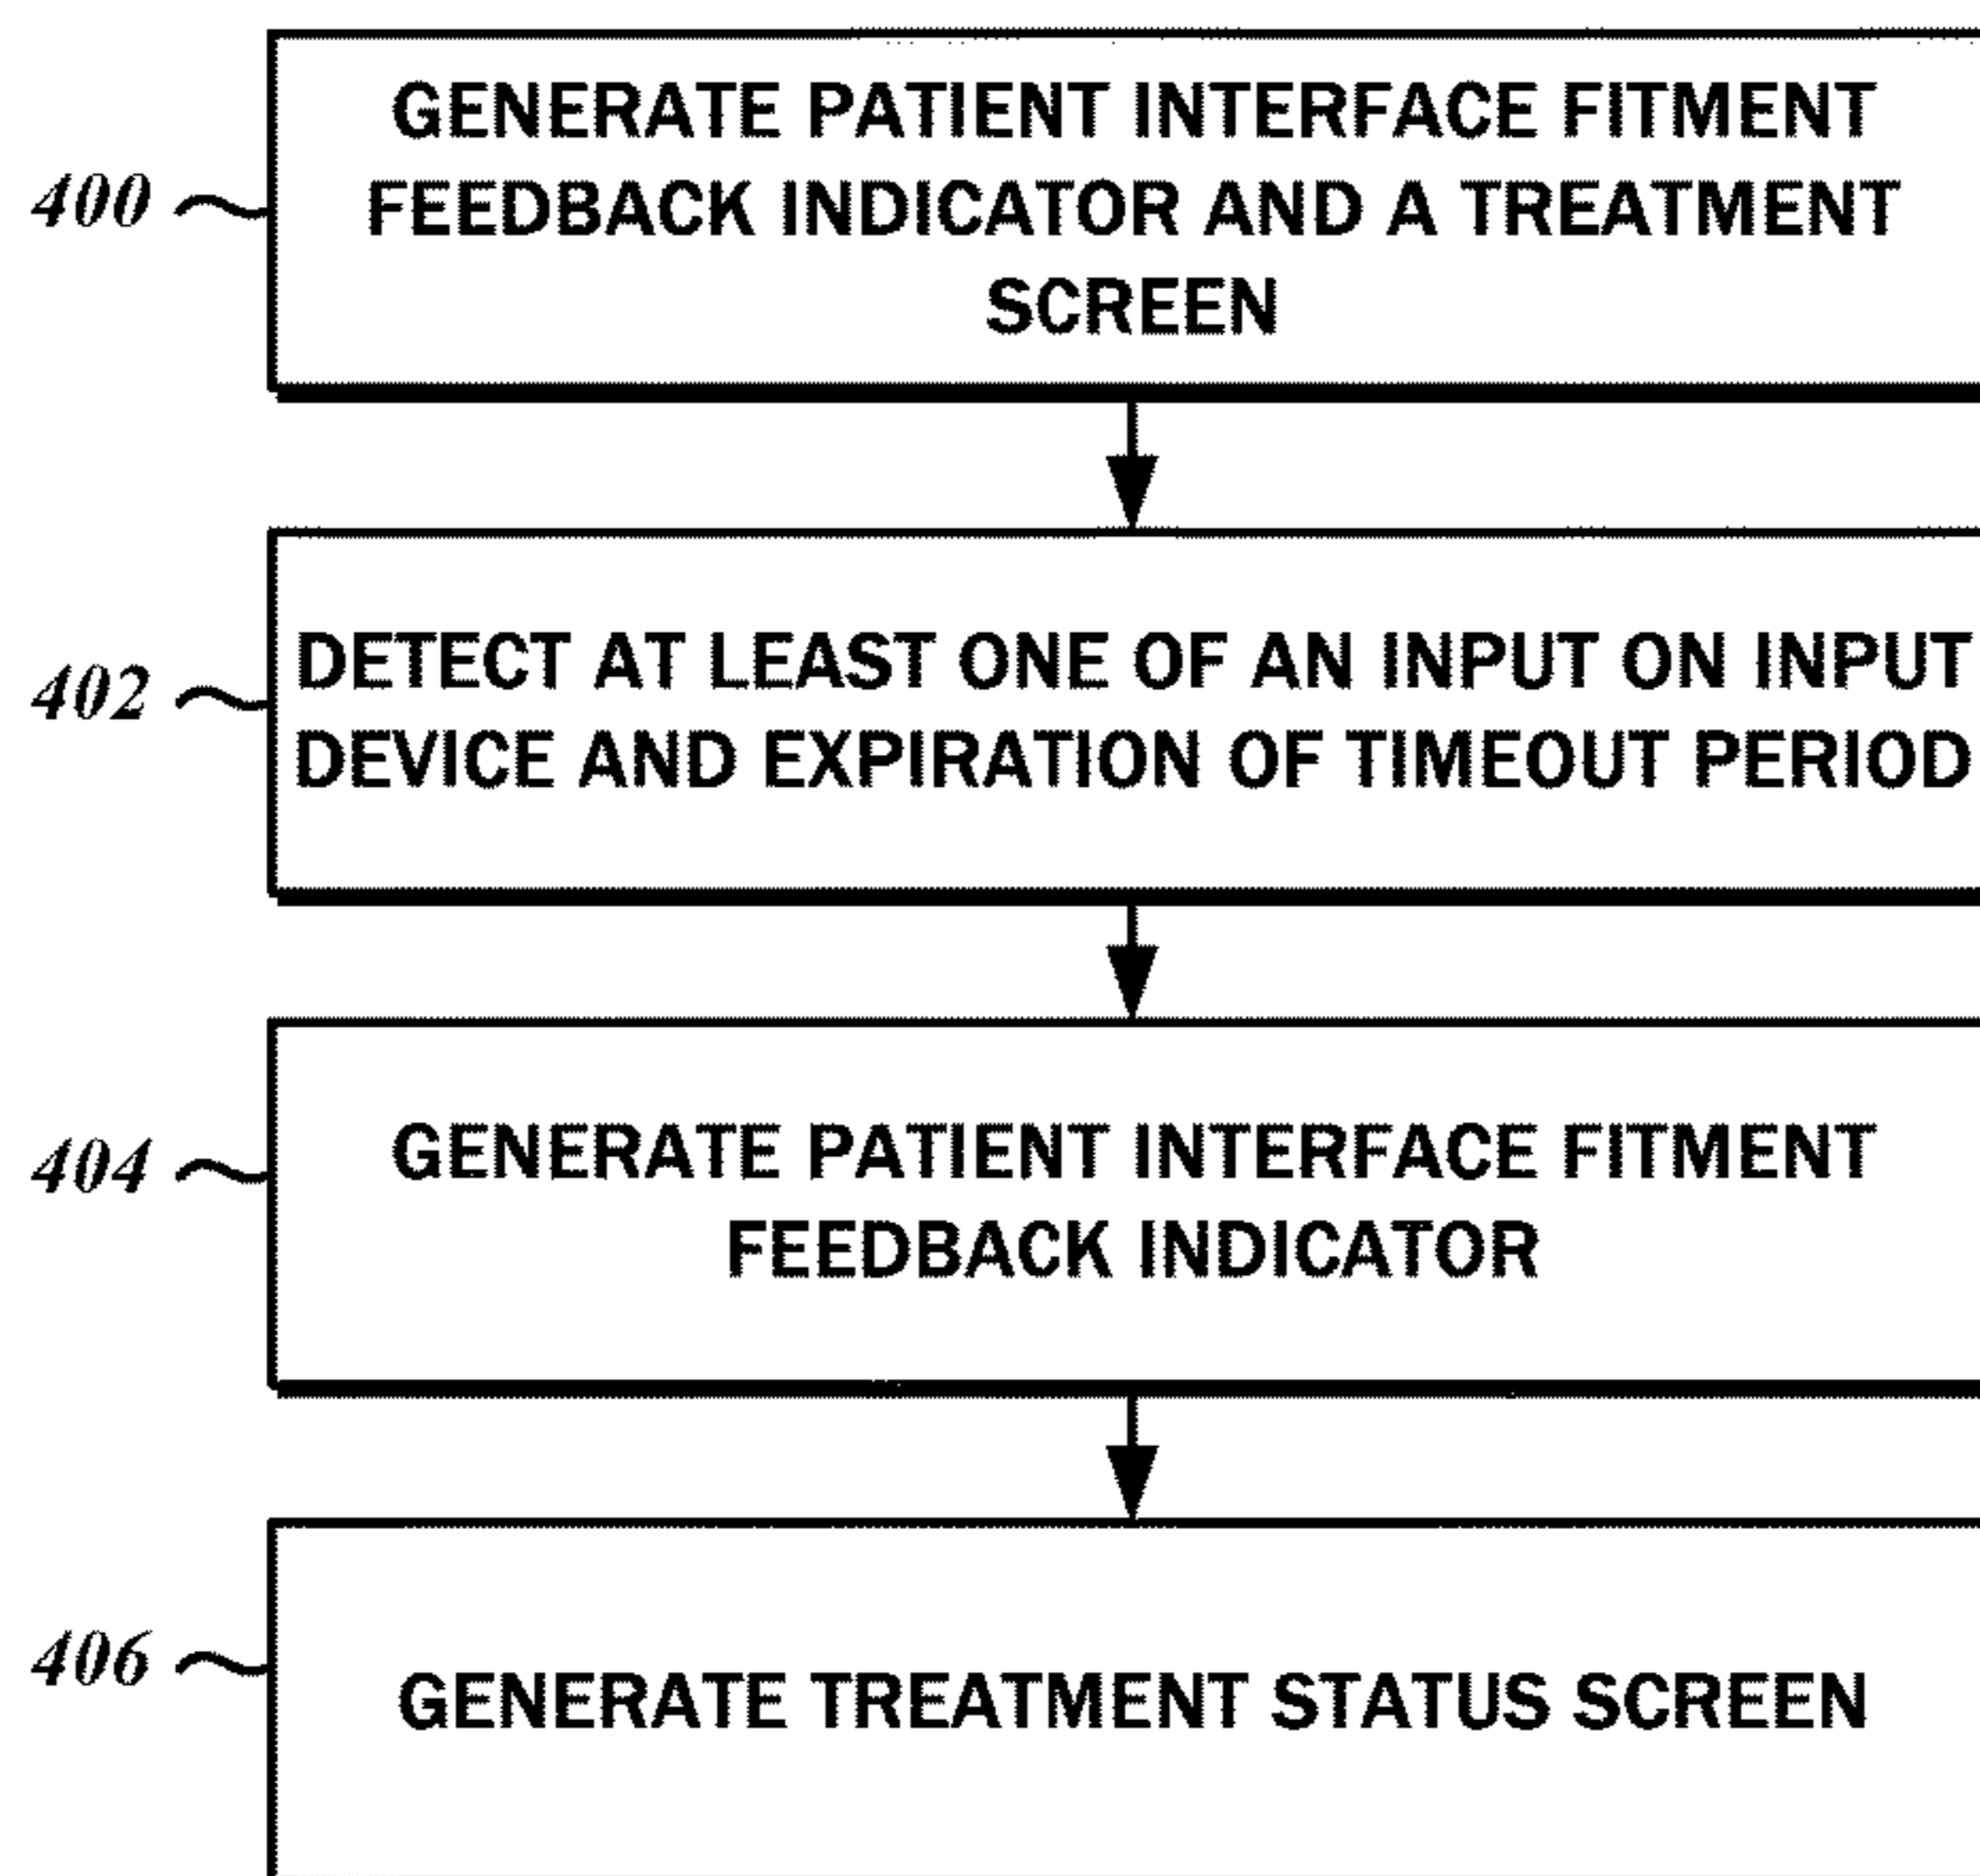 GENERATE PATIENT INTERFACE FITMENT
400
FEEDBACK INDICATOR AND A TREATMENT
SCREEN
DETECT AT LEAST ONE OF AN INPUT ON INPUT
402
DEVICE AND EXPIRATION OF TIMEOUT PERIOD
404
GENERATE PATIENT INTERFACE FITMENT
FEEDBACK INDICATOR
406
GENERATE TREATMENT STATUS SCREEN